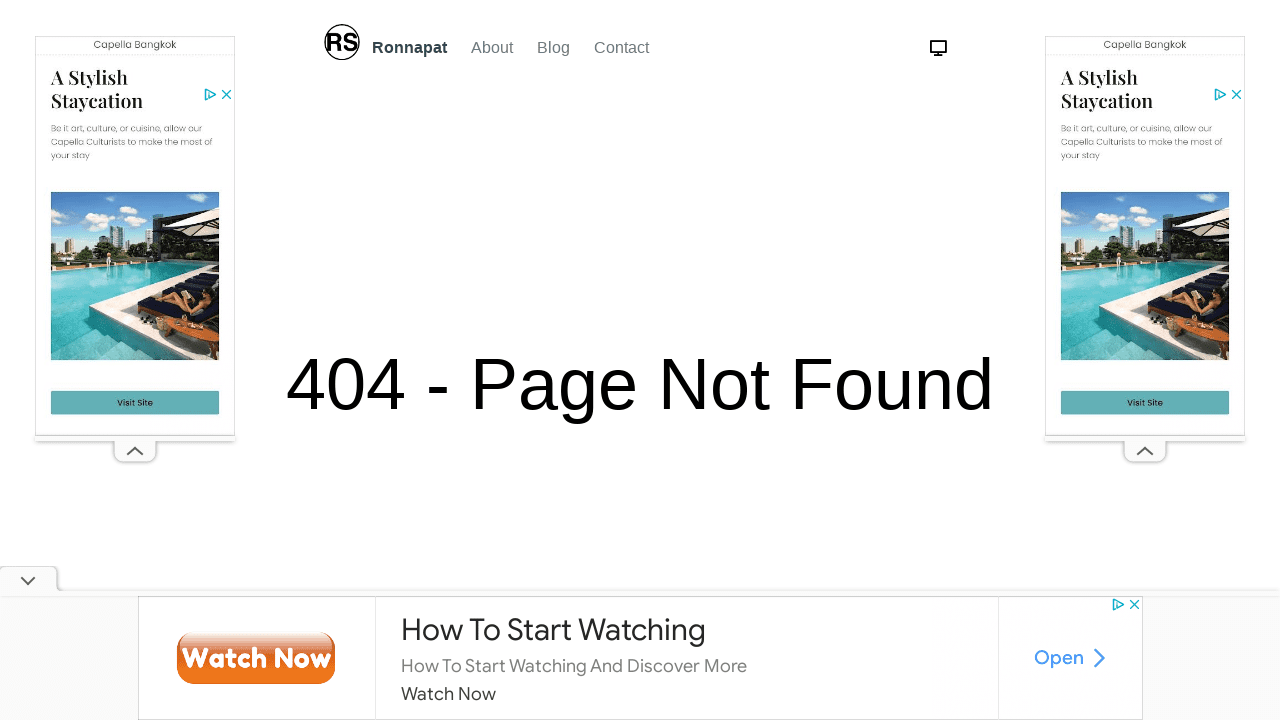 RS Ronnapat About Blog Contact
Capella Bangkok
A Stylish
Staycation
Be it art, culture, or cuisine, allow our
Capella Culturists to make the most of
your stay
Visit Site
Capella Bangkok
A Stylish
Staycation
Be it art, culture, or cuisine, allow our
Capella Culturists to make the most of
your stay
Visit Site
404 - Page Not Found
Watch Now
How To Start Watching
How To Start Watching And Discover More
Watch Now
Open